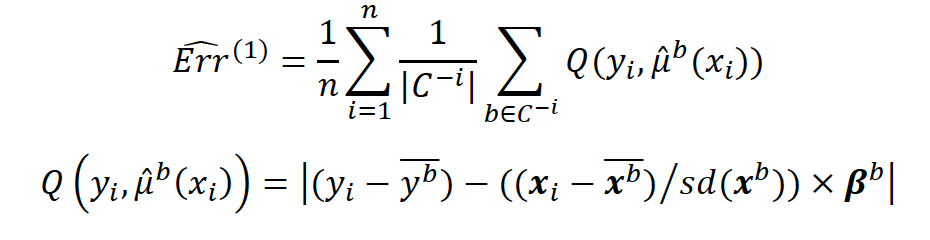 $\widehat{Err}^{(1)} = \frac{1}{n}\sum_{i=1}^{n}\frac{1}{|C^{-i}|}\sum_{b\in C^{-i}} Q(y_i, \hat{\mu}^b(x_i))$
$Q\left(y_i, \hat{\mu}^b(x_i)\right) = \left|(y_i - \overline{y^b}) - ((\boldsymbol{x}_i - \overline{\boldsymbol{x}^b})/sd(\boldsymbol{x}^b)) \times \boldsymbol{\beta}^b\right|$